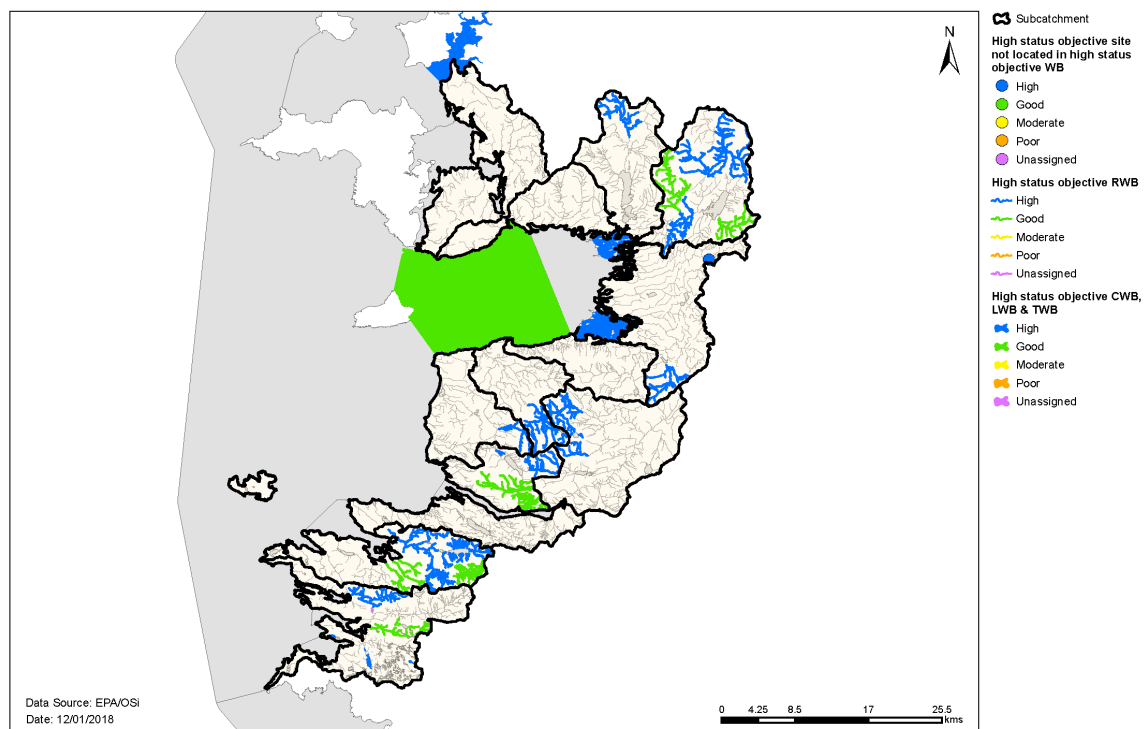 N
Data Source: EPA/OSi
Date: 12/01/2018
0 4.25 8.5 17 25.5
kms
Subcatchment
High status objective site
not located in high status
objective WB
High
Good
Moderate
Poor
Unassigned
High status objective RWB
High
Good
Moderate
Poor
Unassigned
High status objective CWB,
LWB & TWB
High
Good
Moderate
Poor
Unassigned